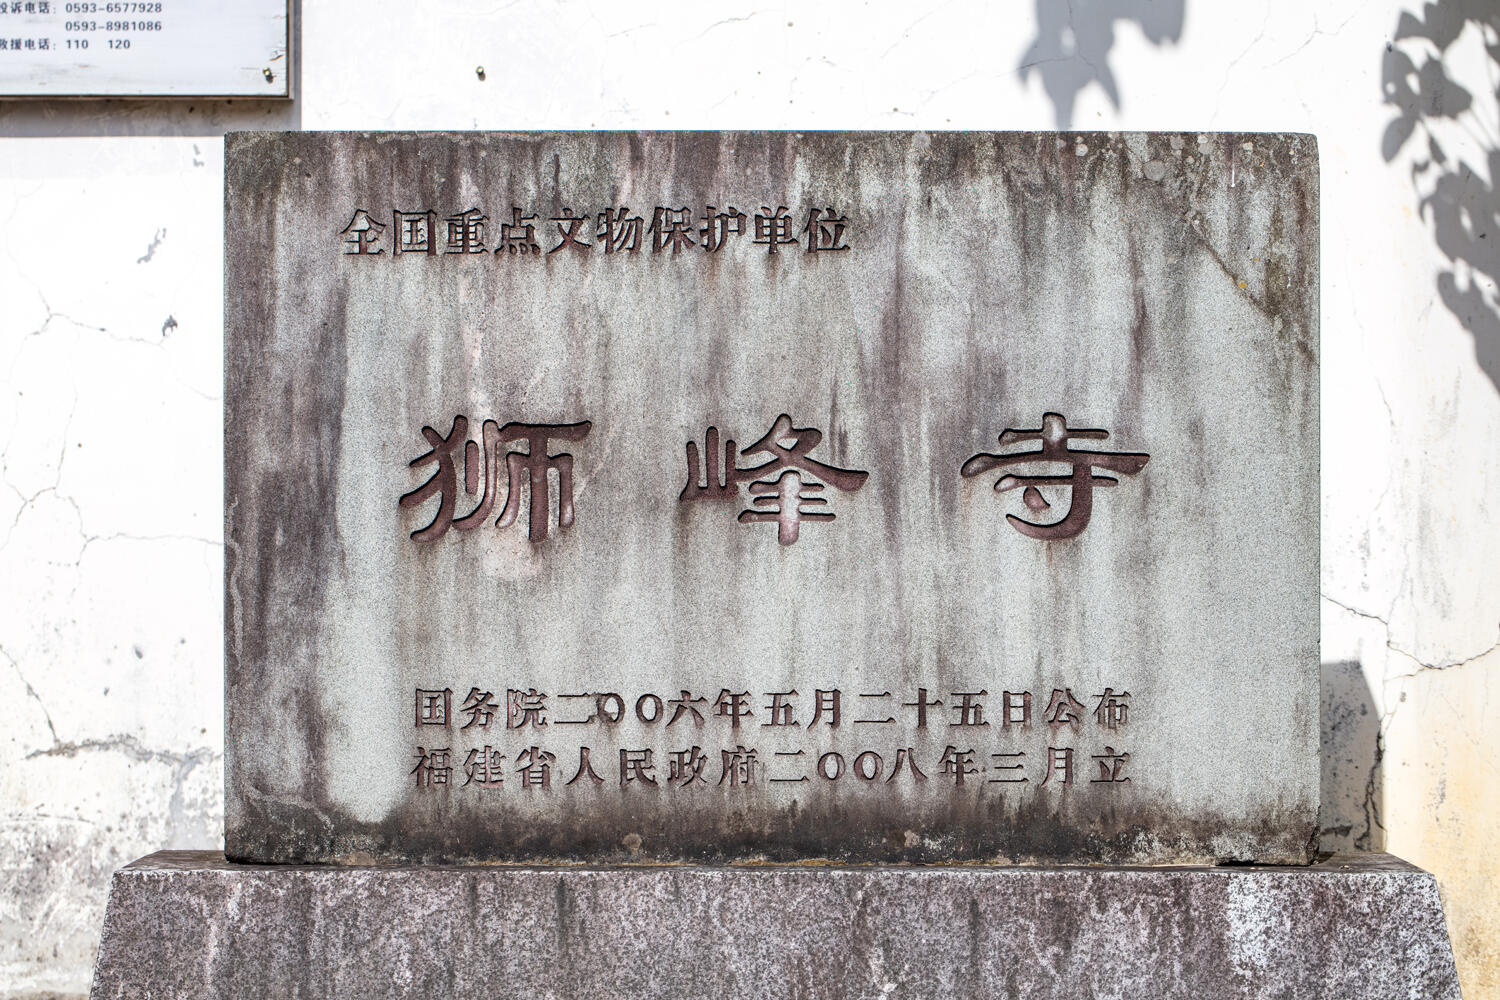 投诉电话：0593-6577928
0593-8981086
救援电话：110 120
全国重点文物保护单位
狮峰寺
国务院二〇〇六年五月二十五日公布
福建省人民政府二〇〇八年三月立